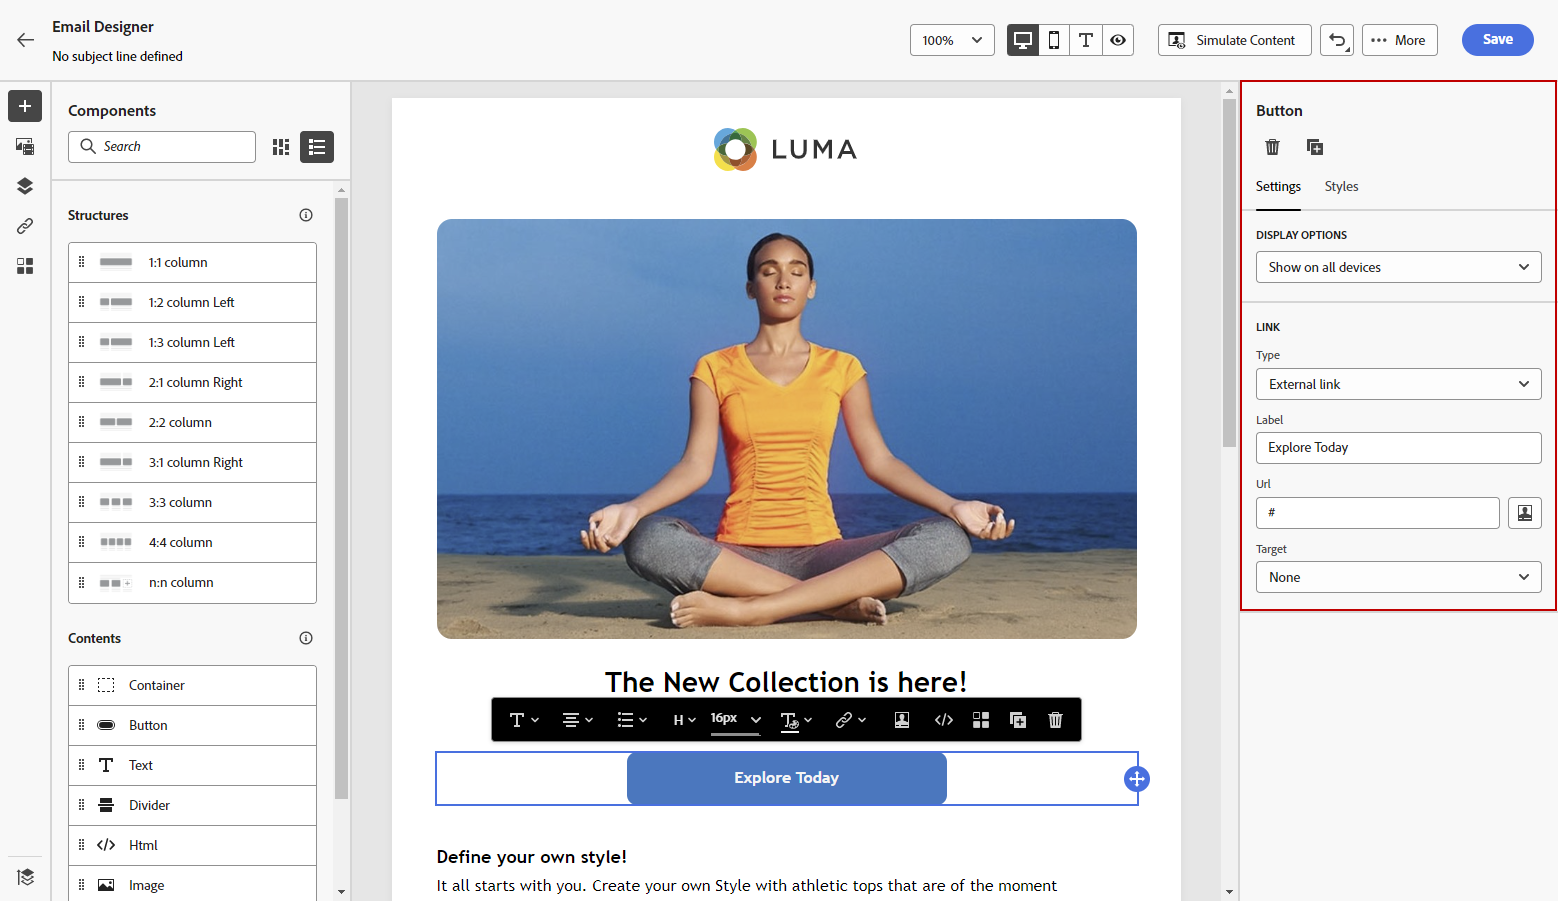 Email Designer
No subject line defined
100%
Simulate Content
More
Save
Components
Search
Structures
1:1 column
1:2 column Left
1:3 column Left
2:1 column Right
2:2 column
3:1 column Right
3:3 column
4:4 column
n:n column
Contents
Container
Button
Text
Divider
Html
Image
LUMA
The New Collection is here!
H
16px
Explore Today
Define your own style!
It all starts with you. Create your own Style with athletic tops that are of the moment
Button
Settings
Styles
DISPLAY OPTIONS
Show on all devices
LINK
Type
External link
Label
Explore Today
Url
#
Target
None